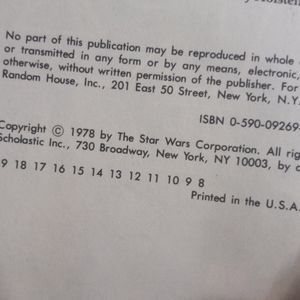 No part of this publication may be reproduced in whole
or transmitted in any form or by any means, electronic,
otherwise, without written permission of the publisher. For
Random House, Inc., 201 East 50 Street, New York, N.Y.
ISBN 0-590-09269-
Copyright © 1978 by The Star Wars Corporation. All rig
Scholastic Inc., 730 Broadway, New York, NY 10003, by
9 18 17 16 15 14 13 12 11 10 9 8
Printed in the U.S.A.